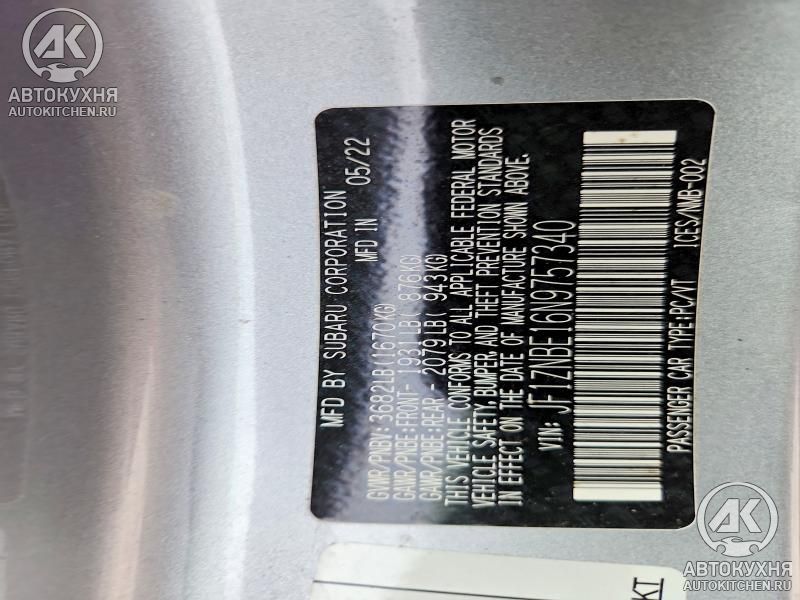 AK
АВТОКУХНЯ
AUTOKITCHEN.RU
MFD BY SUBARU CORPORATION
MFD IN 05/22
GVWR/PNBV: 3682LB(1670KG)
GAWR/PNBE:FRONT- 1931LB( 876KG)
GAWR/PNBE:REAR - 2079LB( 943KG)
THIS VEHICLE CONFORMS TO ALL APPLICABLE FEDERAL MOTOR
VEHICLE SAFETY,BUMPER,AND THEFT PREVENTION STANDARDS
IN EFFECT ON THE DATE OF MANUFACTURE SHOWN ABOVE.
VIN: JF1ZNBE16N9757340
PASSENGER CAR TYPE:PC/VT ICES/NMB-002
KT
AK
АВТОКУХНЯ
AUTOKITCHEN.RU